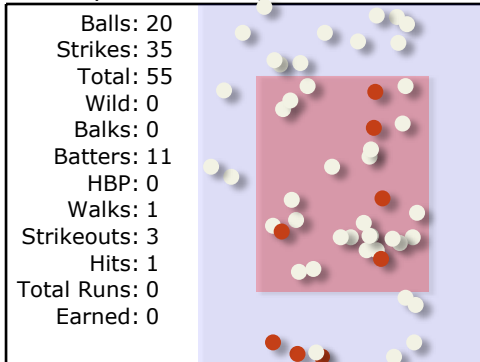 Balls: 20
Strikes: 35
Total: 55
Wild: 0
Balks: 0
Batters: 11
HBP: 0
Walks: 1
Strikeouts: 3
Hits: 1
Total Runs: 0
Earned: 0